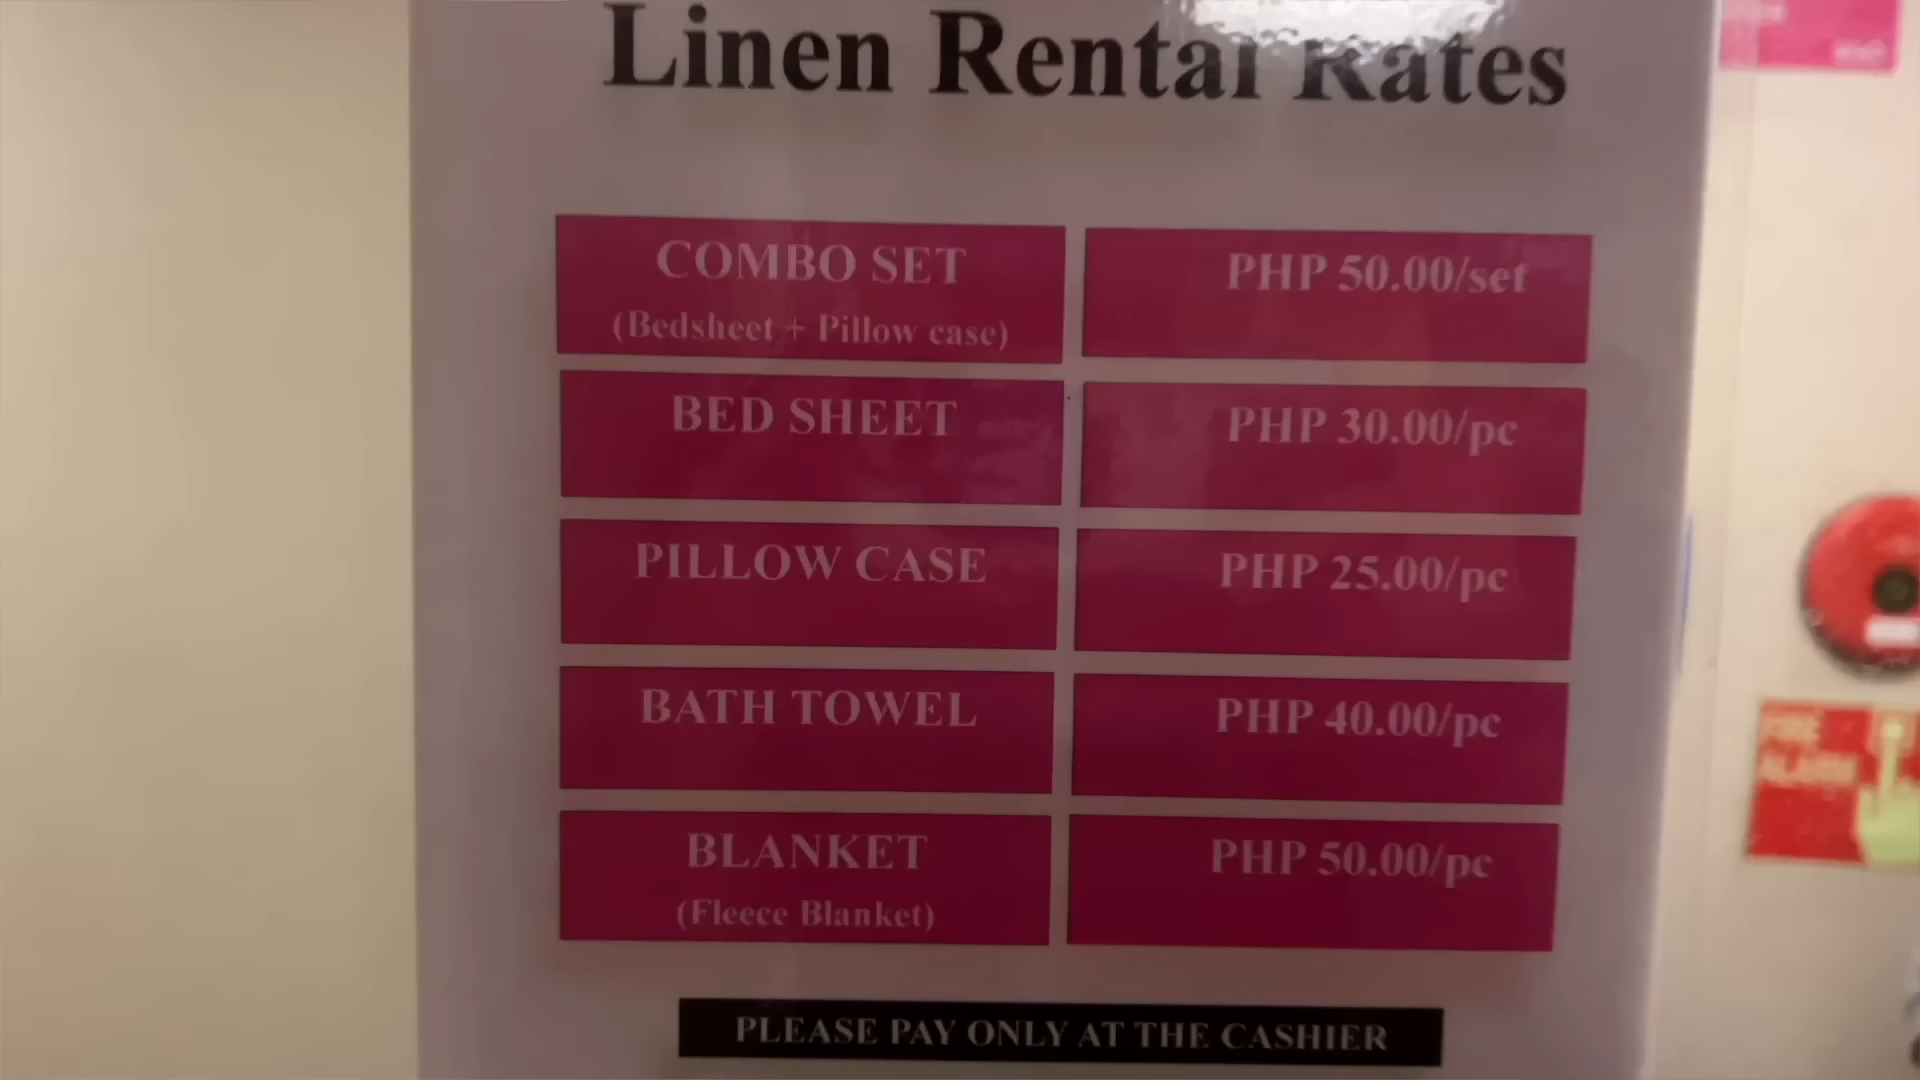 Linen Rental Rates
COMBO SET
(Bedsheet + Pillow case)
PHP 50.00/set
BED SHEET
PHP 30.00/pc
PILLOW CASE
PHP 25.00/pc
BATH TOWEL
PHP 40.00/pc
BLANKET
(Fleece Blanket)
PHP 50.00/pc
PLEASE PAY ONLY AT THE CASHIER
FIRE
ALARM